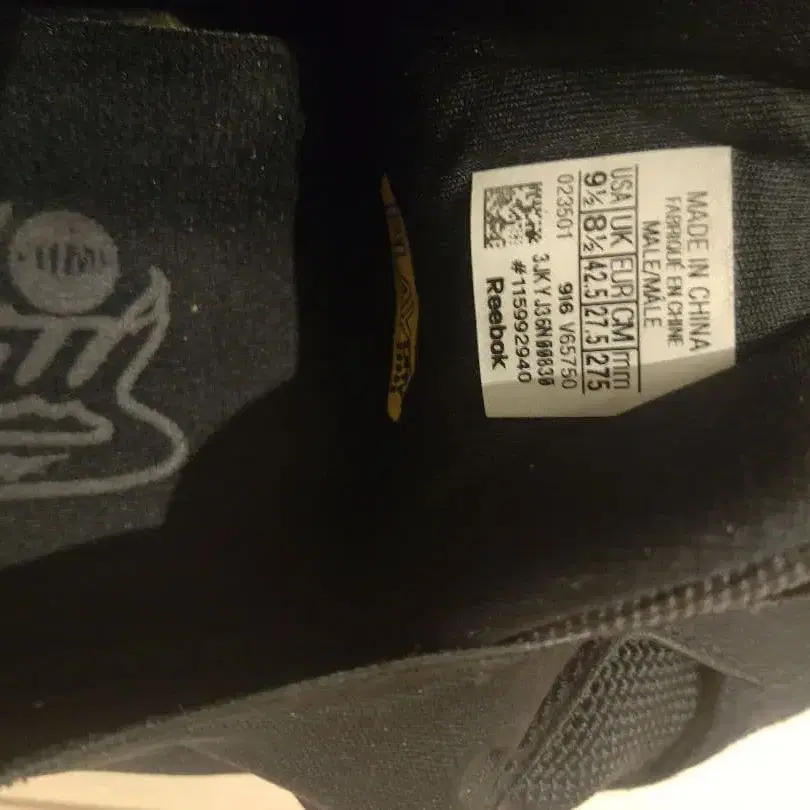 MADE IN CHINA
FABRIQUÉ EN CHINE
MALE/MÂLE
USA UK EUR CM mm
9½ 8½ 42.5 27.5 275
023501 916 V65750
3JKYJ36N00830
#115992940
Reebok